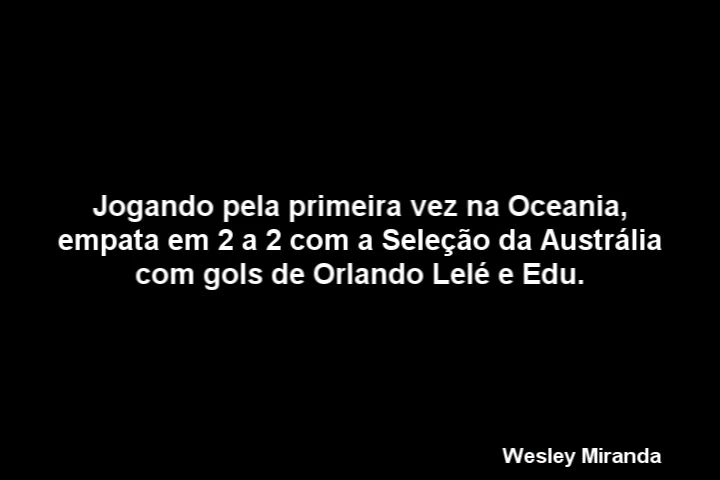 Jogando pela primeira vez na Oceania,
empata em 2 a 2 com a Seleção da Austrália
com gols de Orlando Lelé e Edu.
Wesley Miranda